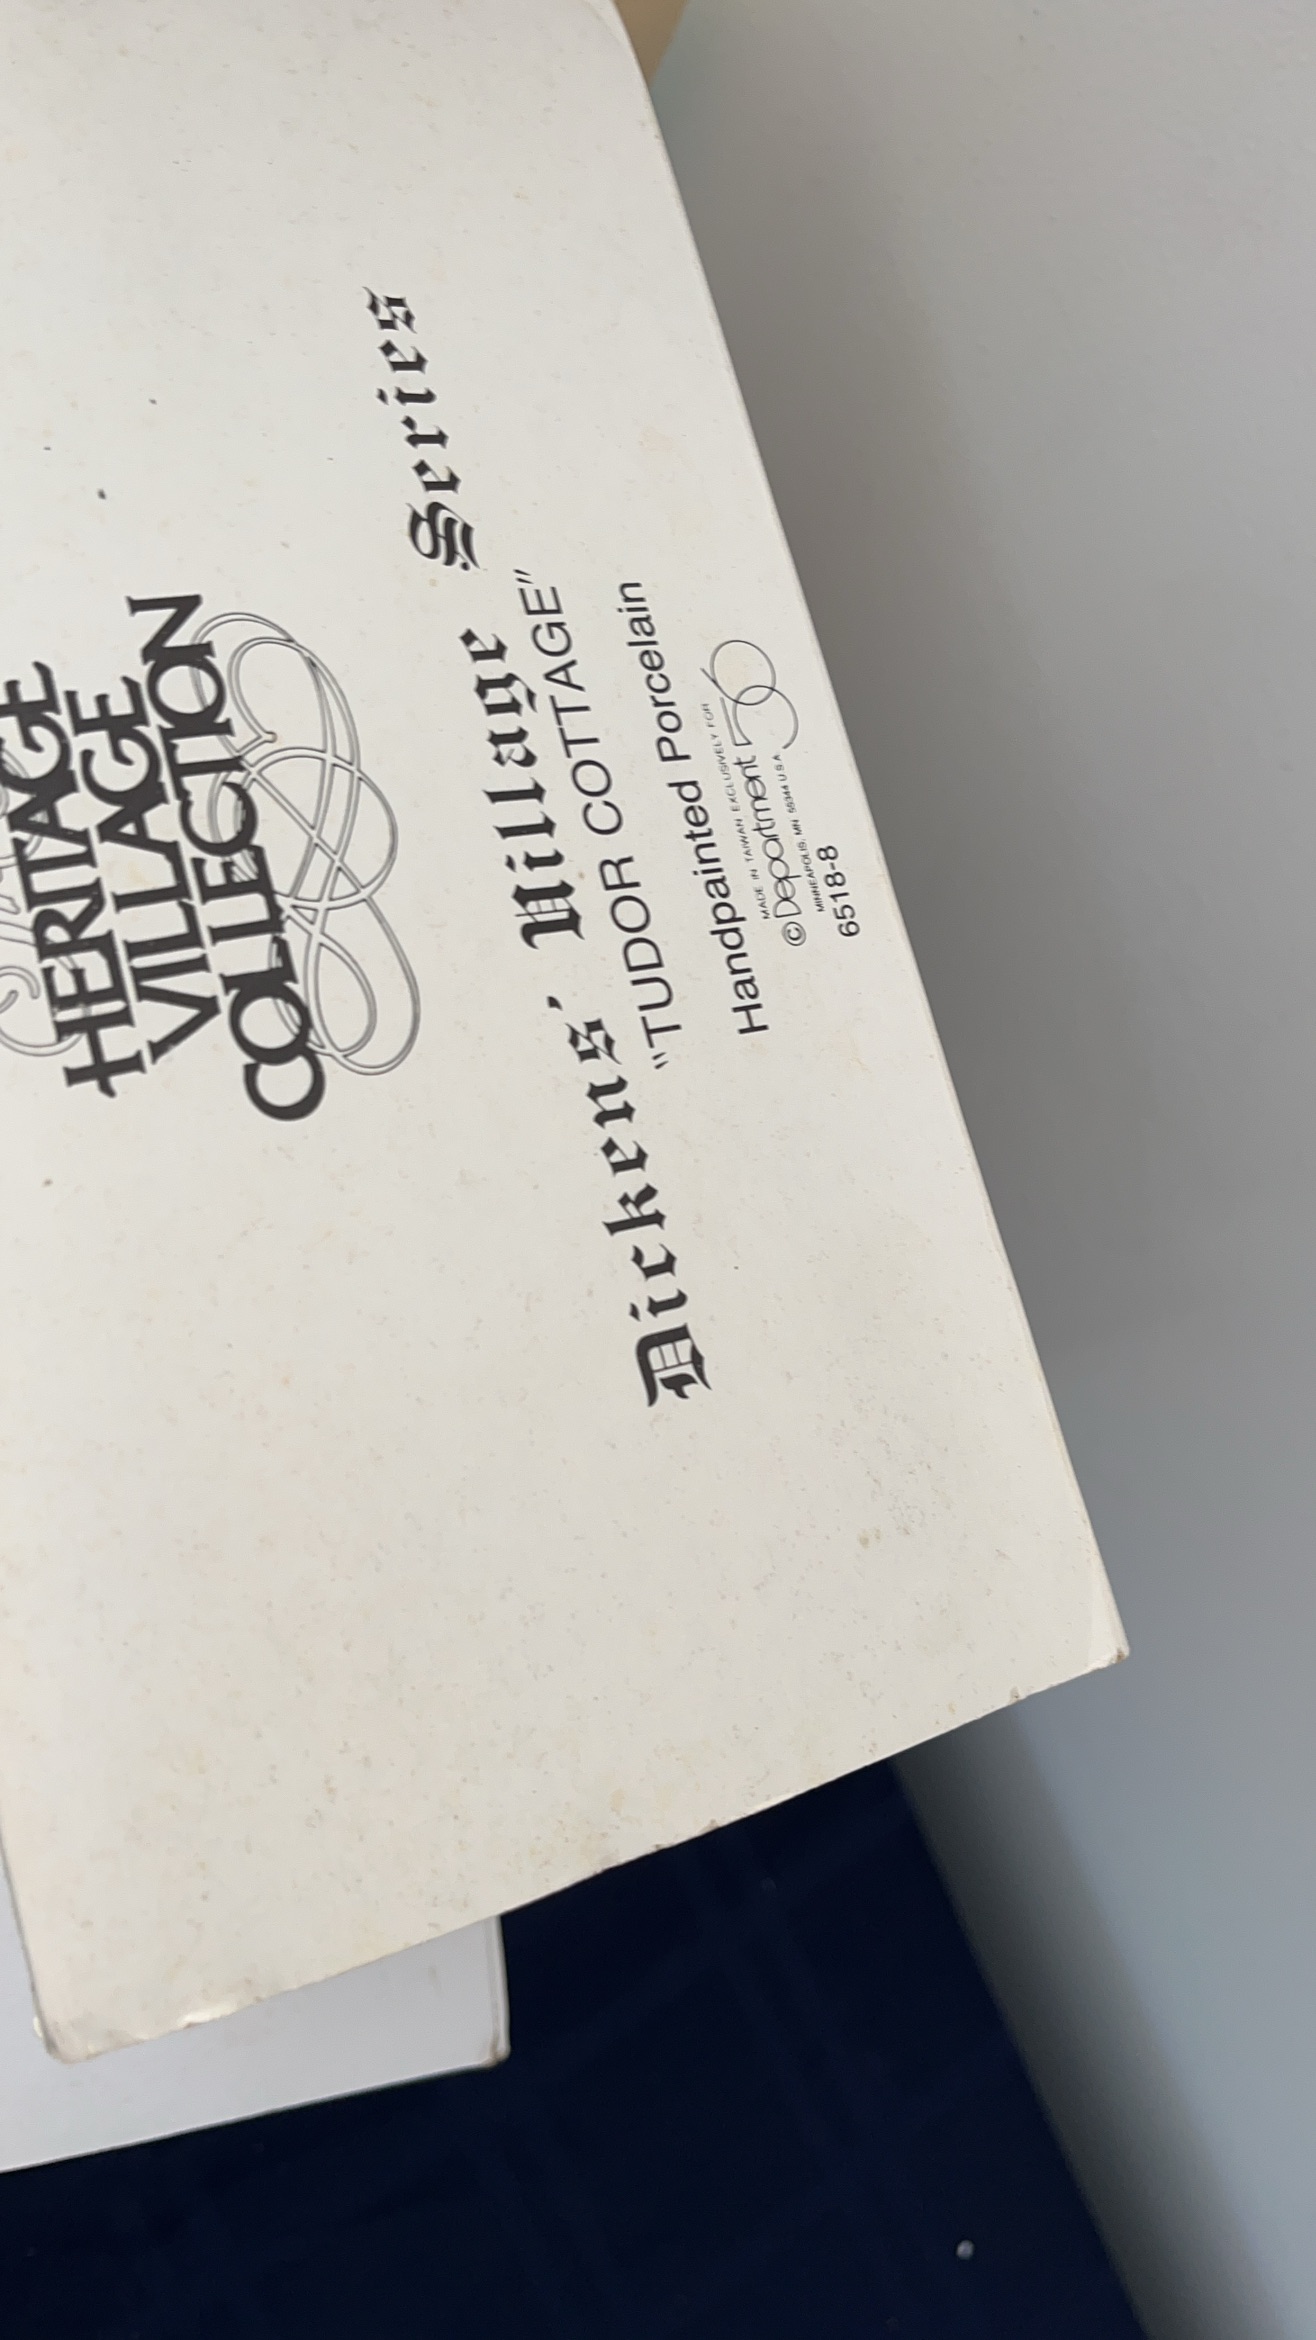 HERITAGE
VILLAGE
COLLECTION
Dickens' Village Series
"TUDOR COTTAGE"
Handpainted Porcelain
MADE IN TAIWAN EXCLUSIVELY FOR
© Department 56
MINNEAPOLIS, MN 55344 U.S.A.
6518-8